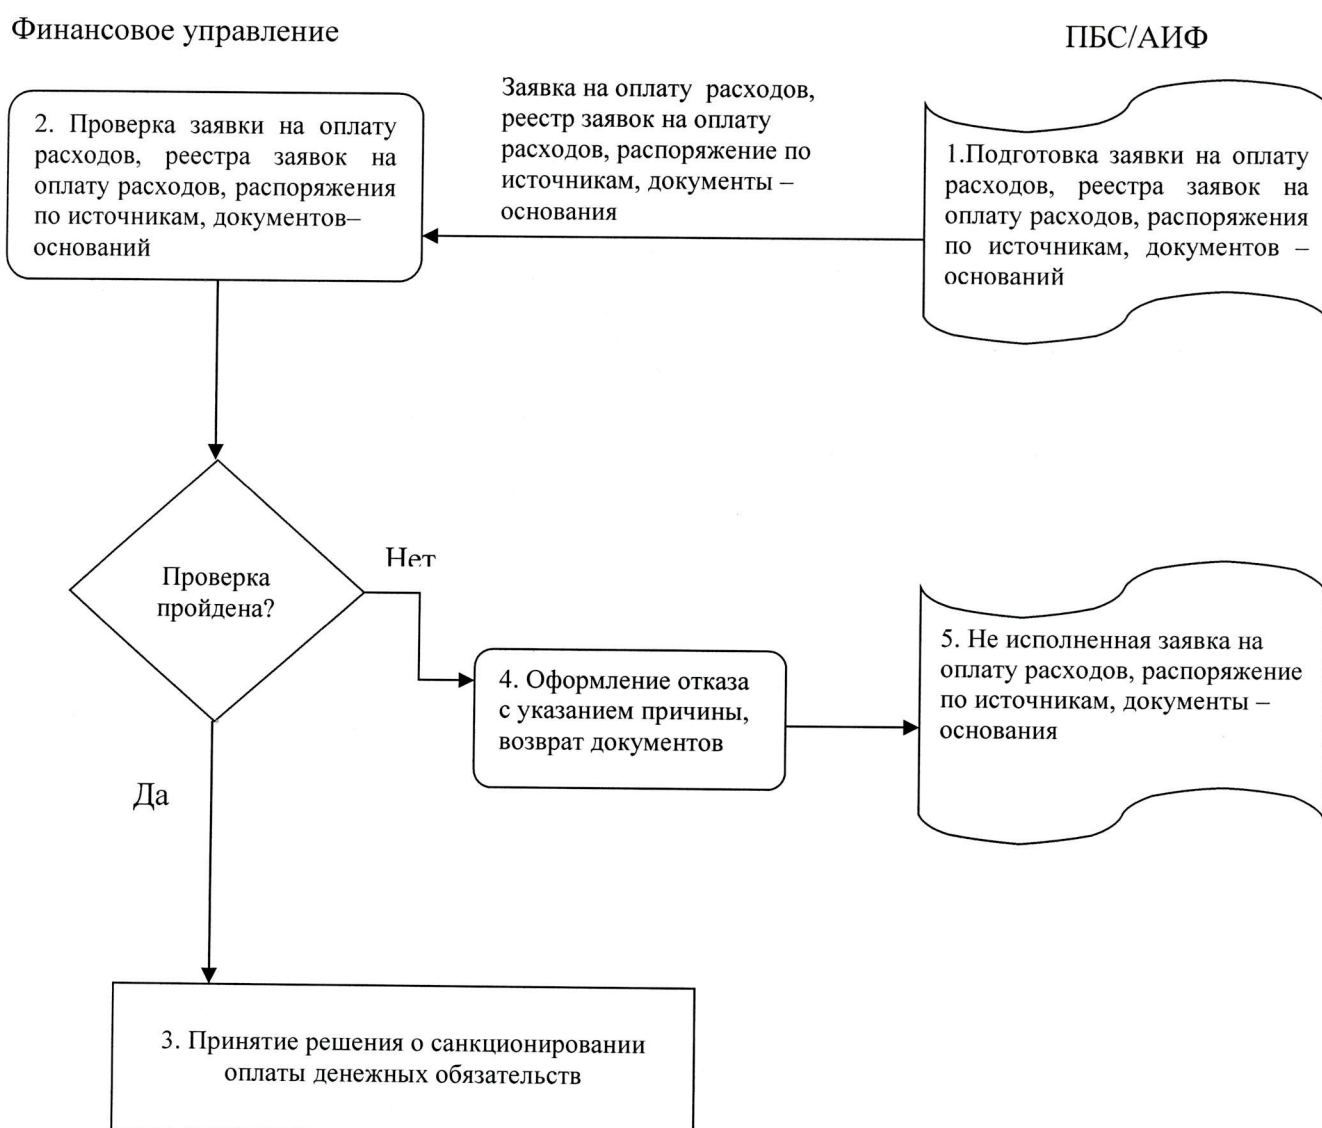 Финансовое управление
ПБС/АИФ
Заявка на оплату расходов,
реестр заявок на оплату
расходов, распоряжение по
источникам, документы –
основания
2. Проверка заявки на оплату
расходов, реестра заявок на
оплату расходов, распоряжения
по источникам, документов–
оснований
1.Подготовка заявки на оплату
расходов, реестра заявок на
оплату расходов, распоряжения
по источникам, документов –
оснований
Проверка
пройдена?
Нет
4. Оформление отказа
с указанием причины,
возврат документов
5. Не исполненная заявка на
оплату расходов, распоряжение
по источникам, документы –
основания
Да
3. Принятие решения о санкционировании
оплаты денежных обязательств